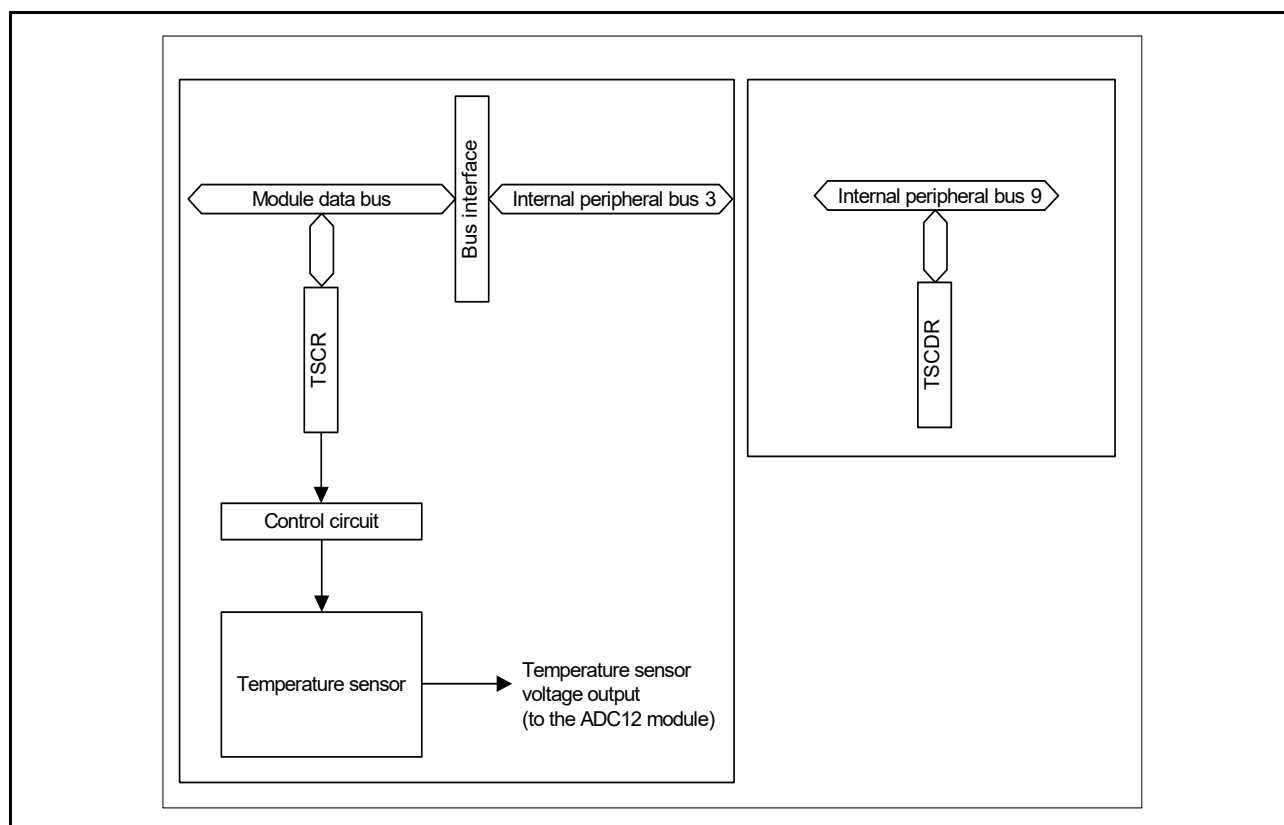 Module data bus
Bus interface
Internal peripheral bus 3
Internal peripheral bus 9
TSCR
TSCDR
Control circuit
Temperature sensor
Temperature sensor
voltage output
(to the ADC12 module)